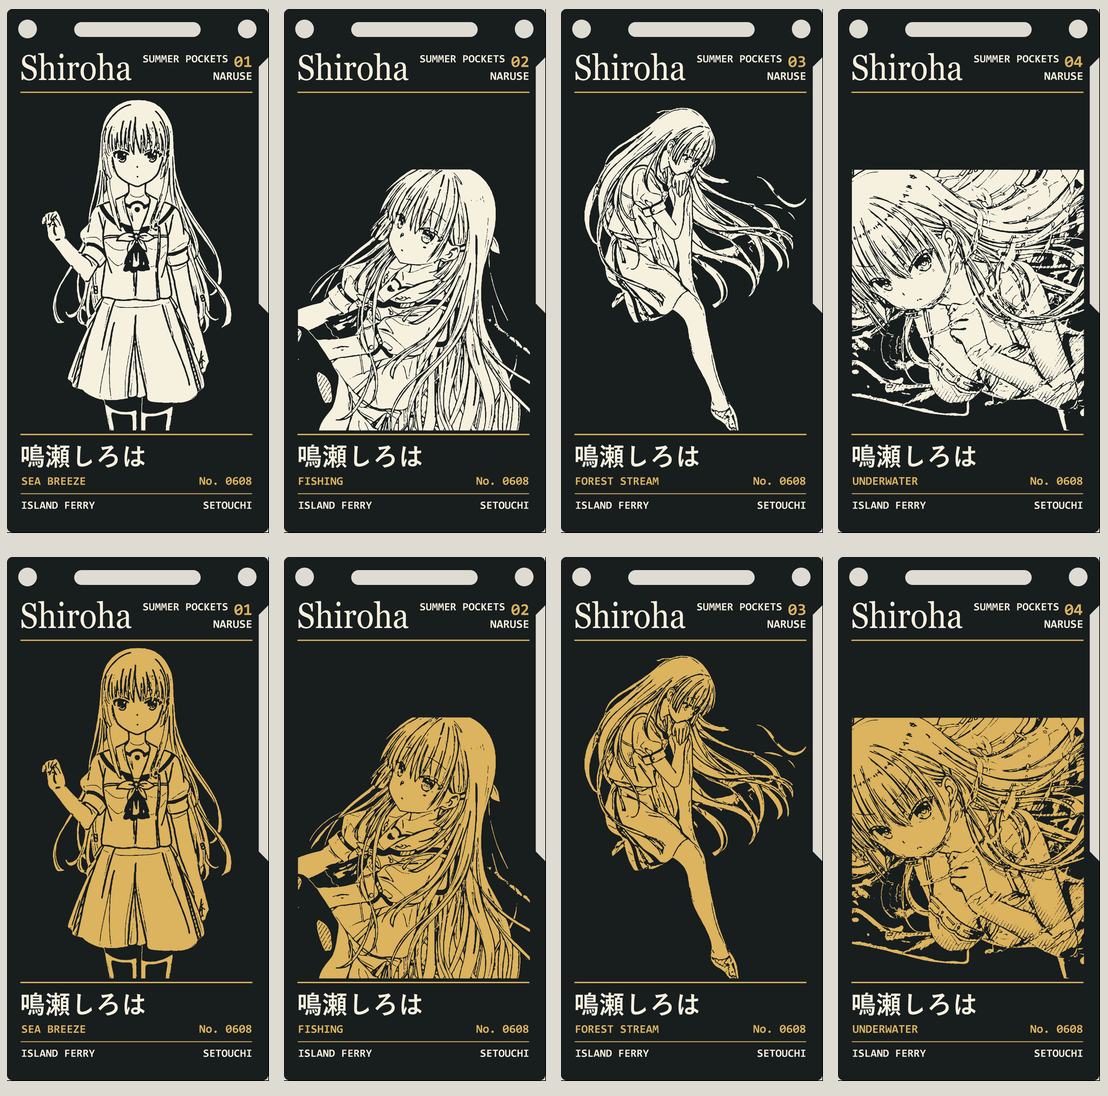 Shiroha SUMMER POCKETS 01
NARUSE
鳴瀬しろは
SEA BREEZE No. 0608
ISLAND FERRY SETOUCHI
Shiroha SUMMER POCKETS 02
NARUSE
鳴瀬しろは
FISHING No. 0608
ISLAND FERRY SETOUCHI
Shiroha SUMMER POCKETS 03
NARUSE
鳴瀬しろは
FOREST STREAM No. 0608
ISLAND FERRY SETOUCHI
Shiroha SUMMER POCKETS 04
NARUSE
鳴瀬しろは
UNDERWATER No. 0608
ISLAND FERRY SETOUCHI
Shiroha SUMMER POCKETS 01
NARUSE
鳴瀬しろは
SEA BREEZE No. 0608
ISLAND FERRY SETOUCHI
Shiroha SUMMER POCKETS 02
NARUSE
鳴瀬しろは
FISHING No. 0608
ISLAND FERRY SETOUCHI
Shiroha SUMMER POCKETS 03
NARUSE
鳴瀬しろは
FOREST STREAM No. 0608
ISLAND FERRY SETOUCHI
Shiroha SUMMER POCKETS 04
NARUSE
鳴瀬しろは
UNDERWATER No. 0608
ISLAND FERRY SETOUCHI